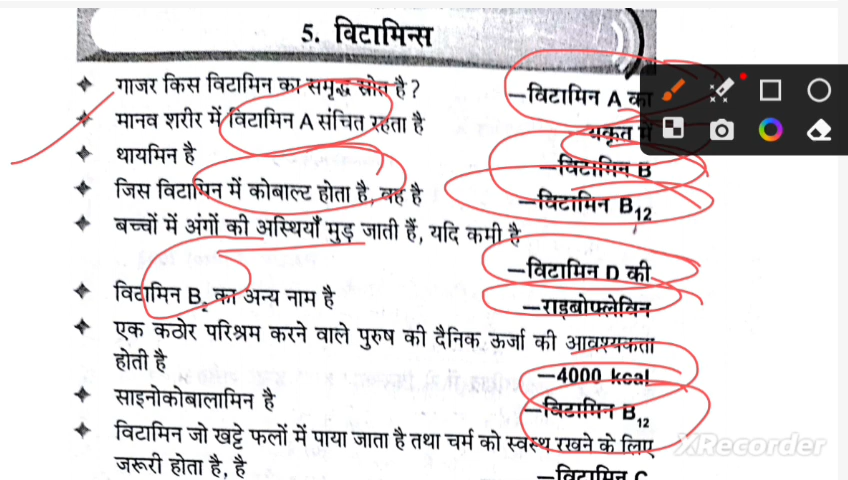 5. विटामिन्स
गाजर किस विटामिन का समृद्ध स्रोत है?
–विटामिन A का
मानव शरीर में विटामिन A संचित रहता है
यकृत में
थायमिन है
–विटामिन B
जिस विटामिन में कोबाल्ट होता है, वह है
–विटामिन B12
बच्चों में अंगों की अस्थियाँ मुड़ जाती हैं, यदि कमी है
–विटामिन D की
विटामिन B2 का अन्य नाम है
–राइबोफ्लेविन
एक कठोर परिश्रम करने वाले पुरुष की दैनिक ऊर्जा की आवश्यकता
होती है
–4000 kcal
साइनोकोबालामिन है
–विटामिन B12
विटामिन जो खट्टे फलों में पाया जाता है तथा चर्म को स्वस्थ रखने के लिए
जरूरी होता है, है
–विटामिन C
XRecorder